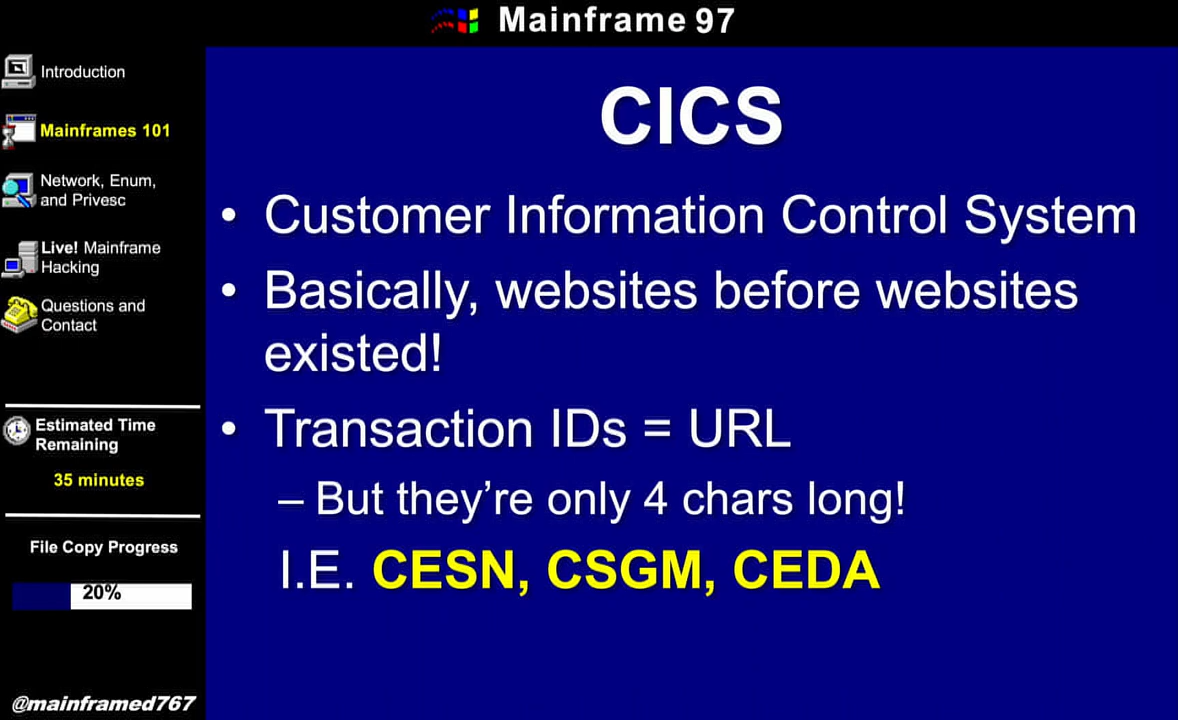 Mainframe 97
Introduction
Mainframes 101
Network, Enum,
and Privesc
Live! Mainframe
Hacking
Questions and
Contact
Estimated Time
Remaining
35 minutes
File Copy Progress
20%
@mainframed767
CICS
• Customer Information Control System
• Basically, websites before websites
existed!
• Transaction IDs = URL
– But they’re only 4 chars long!
I.E. CESN, CSGM, CEDA